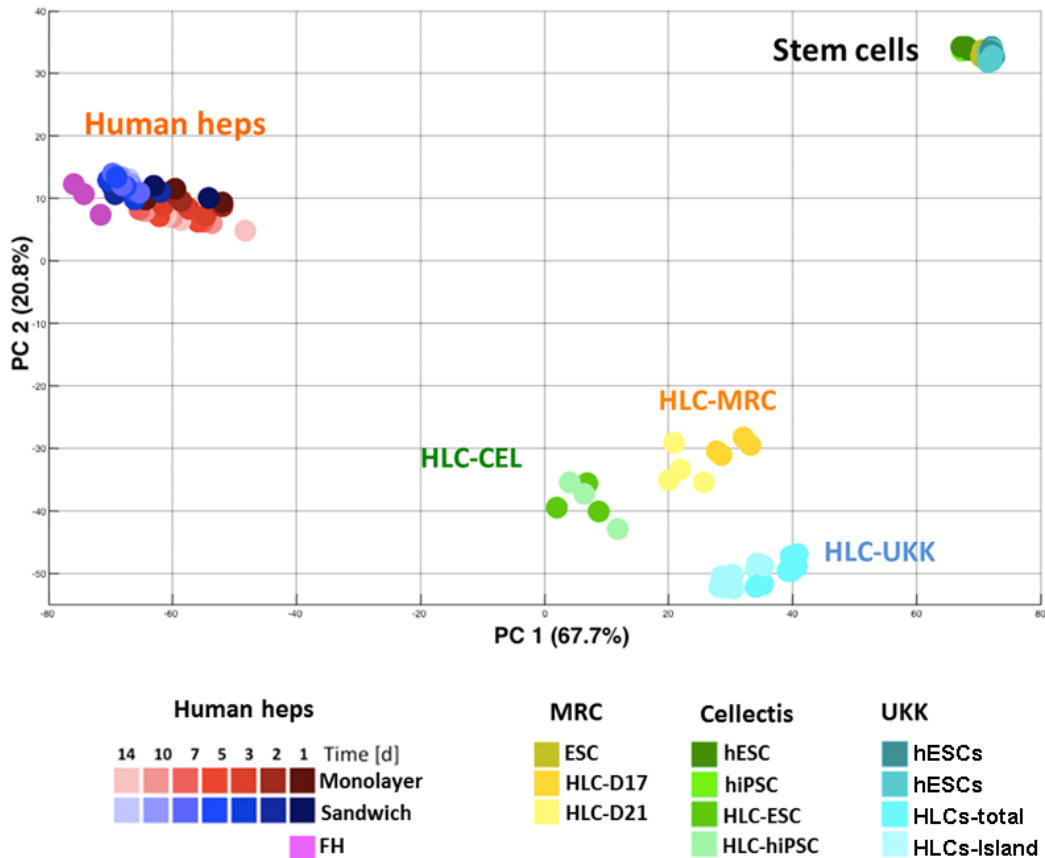 40
Stem cells
30
Human heps
20
10
0
PC 2 (20.8%)
-10
-20
HLC-MRC
-30
HLC-CEL
-40
HLC-UKK
-50
-80 -60 -40 -20 0 20 40 60 80
PC 1 (67.7%)
Human heps MRC Cellectis UKK
14 10 7 5 3 2 1 Time [d] ESC hESC hESCs
Monolayer HLC-D17 hiPSC hESCs
Sandwich HLC-D21 HLC-ESC HLCs-total
FH HLC-hiPSC HLCs-Island